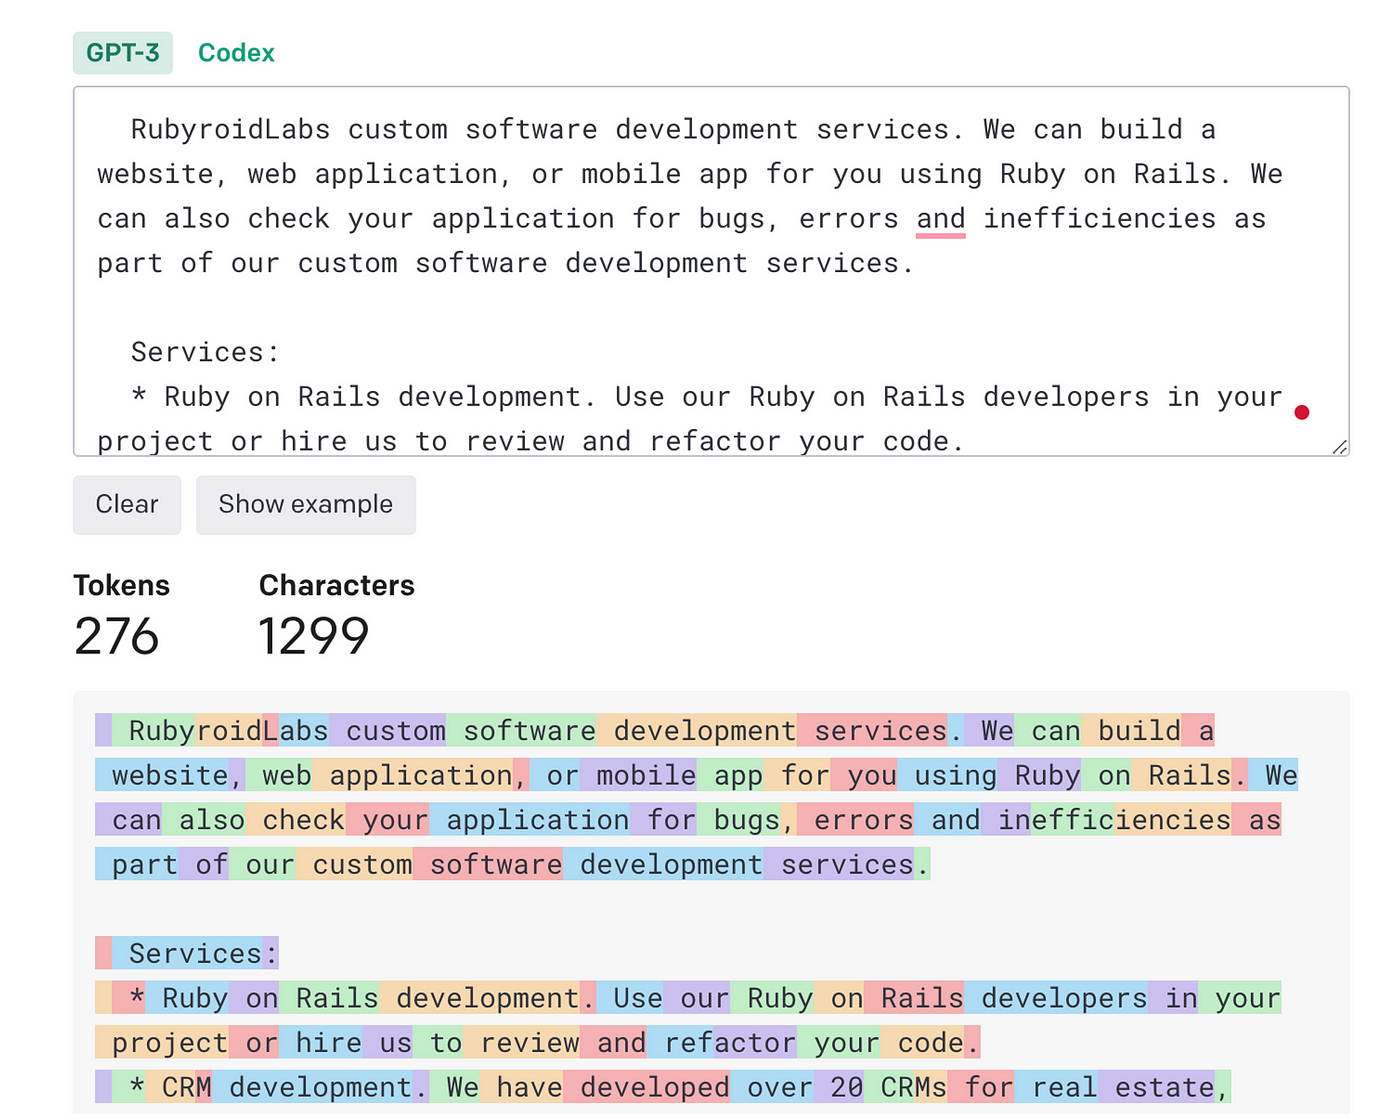 GPT-3 Codex
RubyroidLabs custom software development services. We can build a
website, web application, or mobile app for you using Ruby on Rails. We
can also check your application for bugs, errors and inefficiencies as
part of our custom software development services.
Services:
* Ruby on Rails development. Use our Ruby on Rails developers in your
project or hire us to review and refactor your code.
Clear Show example
Tokens Characters
276 1299
RubyroidLabs custom software development services. We can build a
website, web application, or mobile app for you using Ruby on Rails. We
can also check your application for bugs, errors and inefficiencies as
part of our custom software development services.
Services:
* Ruby on Rails development. Use our Ruby on Rails developers in your
project or hire us to review and refactor your code.
* CRM development. We have developed over 20 CRMs for real estate,